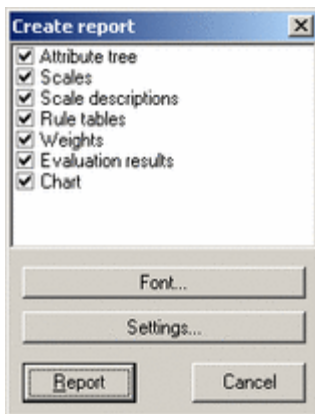 Create report
Attribute tree
Scales
Scale descriptions
Rule tables
Weights
Evaluation results
Chart
Font...
Settings...
Report
Cancel